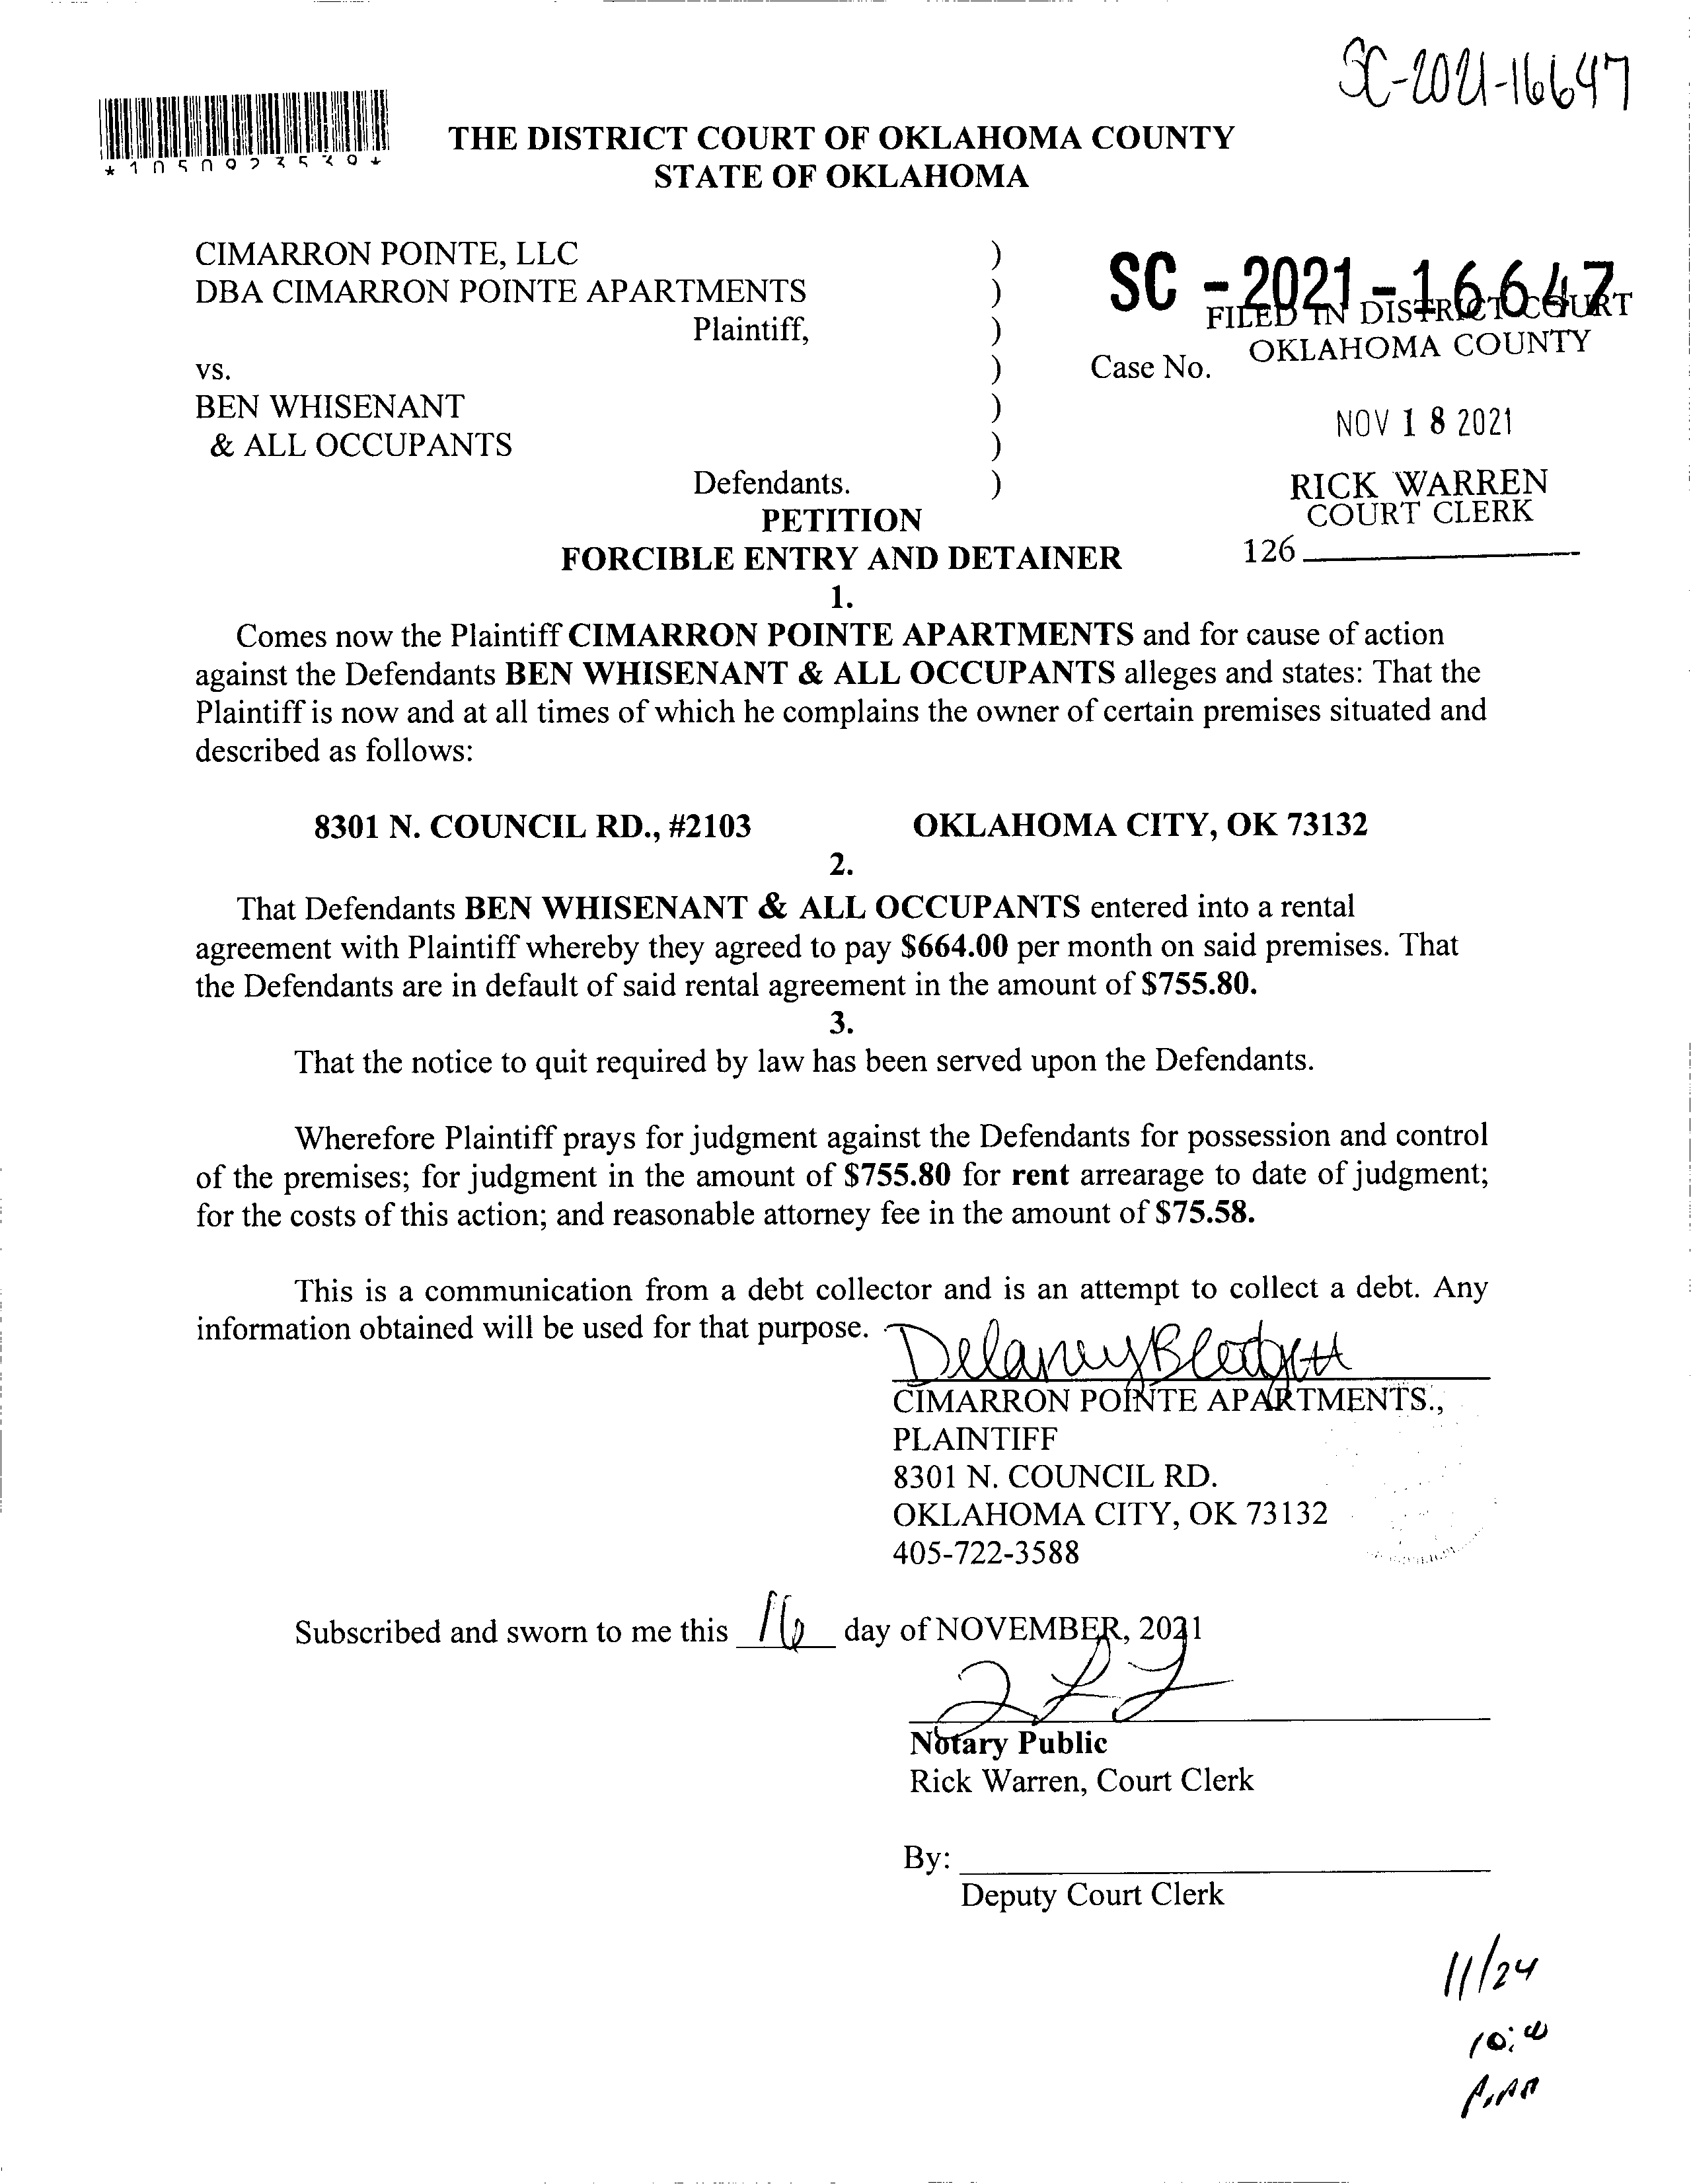 SC-2021-16647
*1050923539*
THE DISTRICT COURT OF OKLAHOMA COUNTY
STATE OF OKLAHOMA
CIMARRON POINTE, LLC )
DBA CIMARRON POINTE APARTMENTS )
Plaintiff, )
vs. )
BEN WHISENANT )
& ALL OCCUPANTS )
Defendants. )
SC - 2021 - 16647
FILED IN DISTRICT COURT
OKLAHOMA COUNTY
Case No.
NOV 18 2021
RICK WARREN
COURT CLERK
126
PETITION
FORCIBLE ENTRY AND DETAINER
1.
Comes now the Plaintiff CIMARRON POINTE APARTMENTS and for cause of action
against the Defendants BEN WHISENANT & ALL OCCUPANTS alleges and states: That the
Plaintiff is now and at all times of which he complains the owner of certain premises situated and
described as follows:
8301 N. COUNCIL RD., #2103 OKLAHOMA CITY, OK 73132
2.
That Defendants BEN WHISENANT & ALL OCCUPANTS entered into a rental
agreement with Plaintiff whereby they agreed to pay $664.00 per month on said premises. That
the Defendants are in default of said rental agreement in the amount of $755.80.
3.
That the notice to quit required by law has been served upon the Defendants.
Wherefore Plaintiff prays for judgment against the Defendants for possession and control
of the premises; for judgment in the amount of $755.80 for rent arrearage to date of judgment;
for the costs of this action; and reasonable attorney fee in the amount of $75.58.
This is a communication from a debt collector and is an attempt to collect a debt. Any
information obtained will be used for that purpose.
Delaney Blodgett
CIMARRON POINTE APARTMENTS.,
PLAINTIFF
8301 N. COUNCIL RD.
OKLAHOMA CITY, OK 73132
405-722-3588
Subscribed and sworn to me this 16 day of NOVEMBER, 2021
Notary Public
Rick Warren, Court Clerk
By:
Deputy Court Clerk
11/24